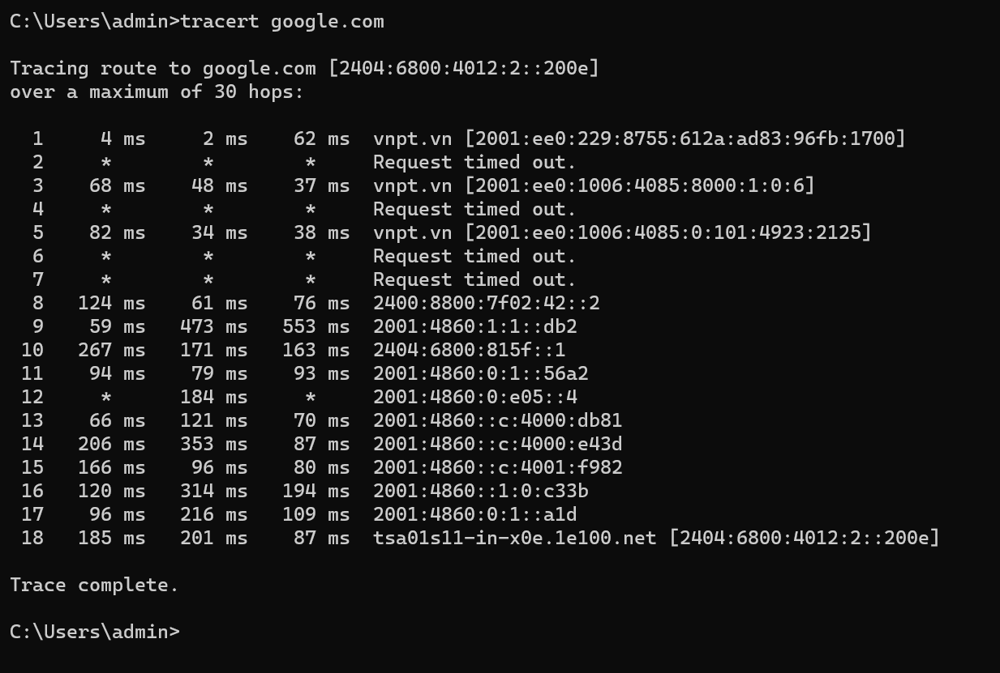 C:\Users\admin>tracert google.com
Tracing route to google.com [2404:6800:4012:2::200e]
over a maximum of 30 hops:
1 4 ms 2 ms 62 ms vnpt.vn [2001:ee0:229:8755:612a:ad83:96fb:1700]
2 * * * Request timed out.
3 68 ms 48 ms 37 ms vnpt.vn [2001:ee0:1006:4085:8000:1:0:6]
4 * * * Request timed out.
5 82 ms 34 ms 38 ms vnpt.vn [2001:ee0:1006:4085:0:101:4923:2125]
6 * * * Request timed out.
7 * * * Request timed out.
8 124 ms 61 ms 76 ms 2400:8800:7f02:42::2
9 59 ms 473 ms 553 ms 2001:4860:1:1::db2
10 267 ms 171 ms 163 ms 2404:6800:815f::1
11 94 ms 79 ms 93 ms 2001:4860:0:1::56a2
12 * 184 ms * 2001:4860:0:e05::4
13 66 ms 121 ms 70 ms 2001:4860::c:4000:db81
14 206 ms 353 ms 87 ms 2001:4860::c:4000:e43d
15 166 ms 96 ms 80 ms 2001:4860::c:4001:f982
16 120 ms 314 ms 194 ms 2001:4860::1:0:c33b
17 96 ms 216 ms 109 ms 2001:4860:0:1::a1d
18 185 ms 201 ms 87 ms tsa01s11-in-x0e.1e100.net [2404:6800:4012:2::200e]
Trace complete.
C:\Users\admin>